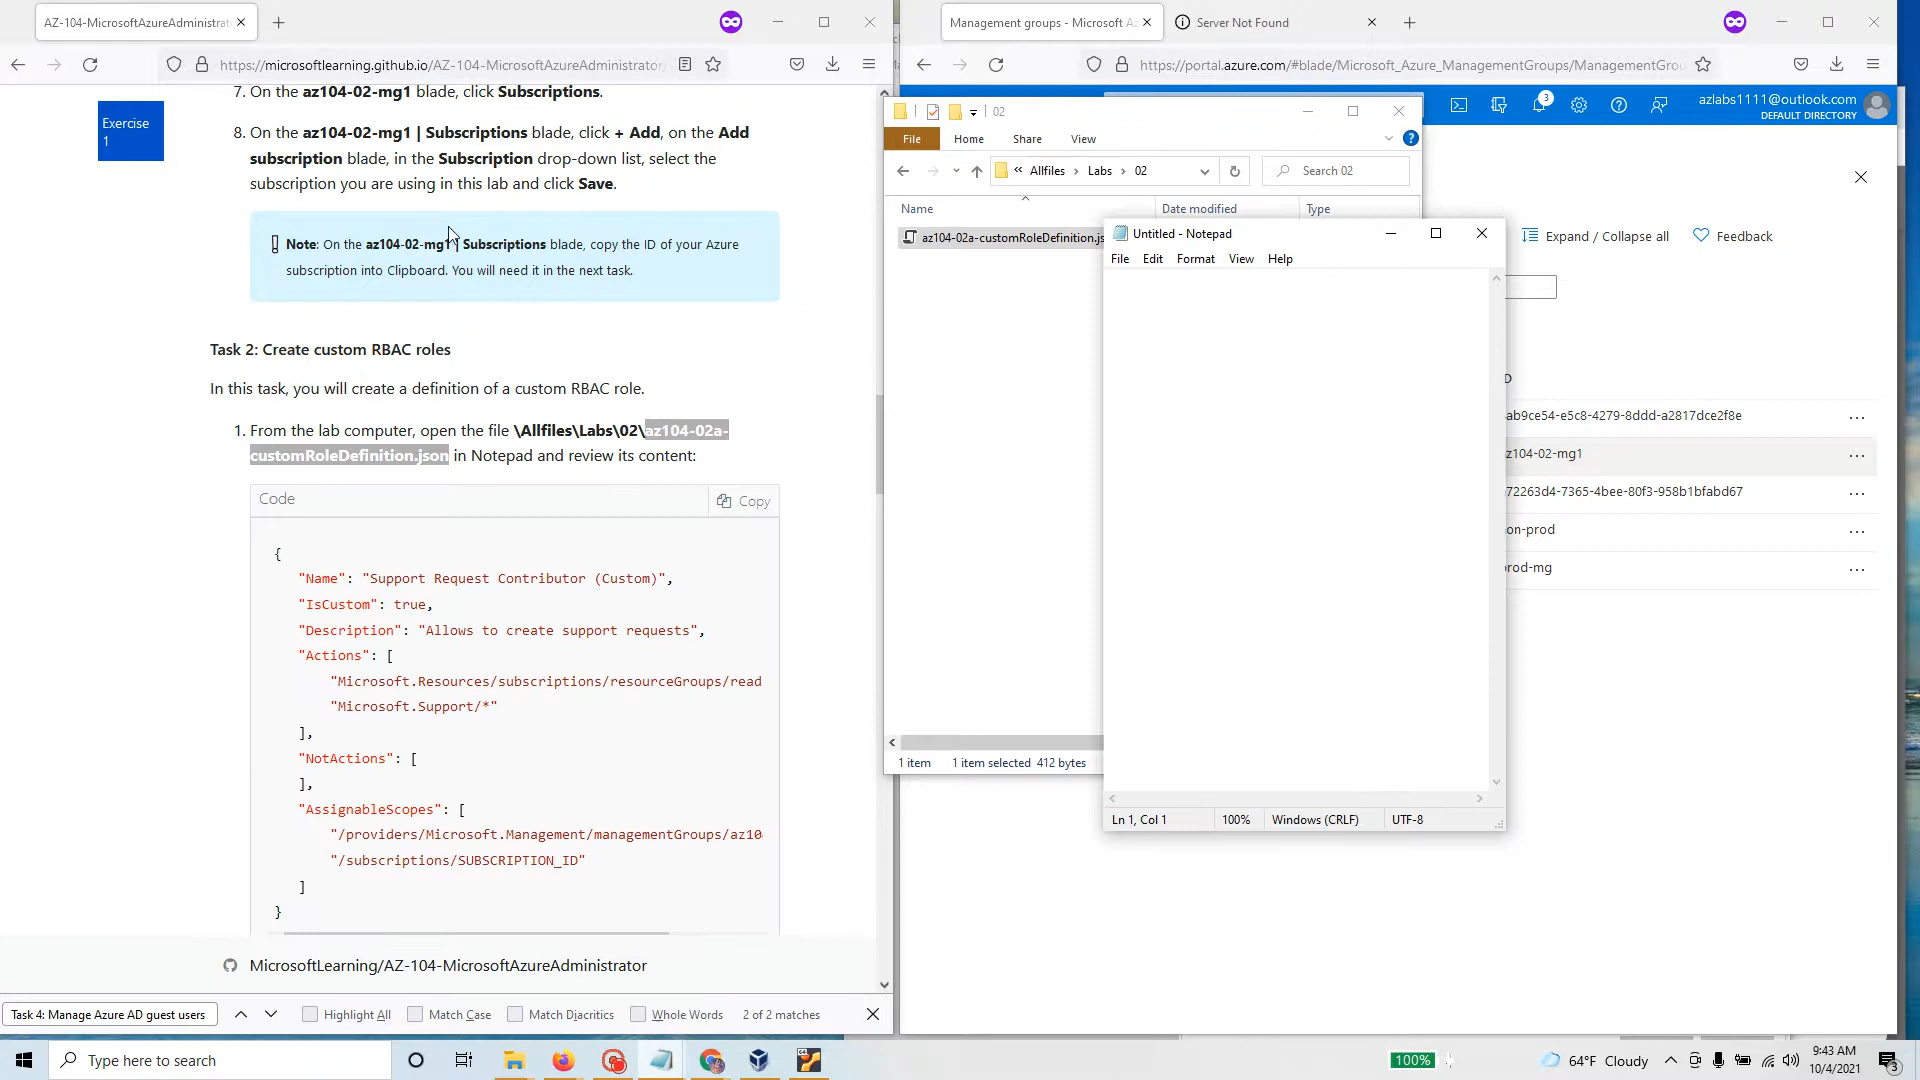 AZ-104-MicrosoftAzureAdministrat
https://microsoftlearning.github.io/AZ-104-MicrosoftAzureAdministrator/
Exercise
1
7. On the az104-02-mg1 blade, click Subscriptions.
8. On the az104-02-mg1 | Subscriptions blade, click + Add, on the Add
subscription blade, in the Subscription drop-down list, select the
subscription you are using in this lab and click Save.
Note: On the az104-02-mg1 | Subscriptions blade, copy the ID of your Azure
subscription into Clipboard. You will need it in the next task.
Task 2: Create custom RBAC roles
In this task, you will create a definition of a custom RBAC role.
1. From the lab computer, open the file \Allfiles\Labs\02\az104-02a-
customRoleDefinition.json in Notepad and review its content:
Code
Copy
{
"Name": "Support Request Contributor (Custom)",
"IsCustom": true,
"Description": "Allows to create support requests",
"Actions": [
"Microsoft.Resources/subscriptions/resourceGroups/read
"Microsoft.Support/*"
],
"NotActions": [
],
"AssignableScopes": [
"/providers/Microsoft.Management/managementGroups/az10
"/subscriptions/SUBSCRIPTION_ID"
]
}
MicrosoftLearning/AZ-104-MicrosoftAzureAdministrator
Task 4: Manage Azure AD guest users
Highlight All
Match Case
Match Diacritics
Whole Words
2 of 2 matches
Management groups - Microsoft Az
Server Not Found
https://portal.azure.com/#blade/Microsoft_Azure_ManagementGroups/ManagementGrou
3
azlabs1111@outlook.com
DEFAULT DIRECTORY
Expand / Collapse all
Feedback
D
ab9ce54-e5c8-4279-8ddd-a2817dce2f8e
z104-02-mg1
72263d4-7365-4bee-80f3-958b1bfabd67
on-prod
rod-mg
02
File
Home
Share
View
« Allfiles › Labs › 02
Search 02
Name
Date modified
Type
az104-02a-customRoleDefinition.js
1 item
1 item selected 412 bytes
Untitled - Notepad
File
Edit
Format
View
Help
Ln 1, Col 1
100%
Windows (CRLF)
UTF-8
Type here to search
100%
64°F Cloudy
9:43 AM
10/4/2021
3